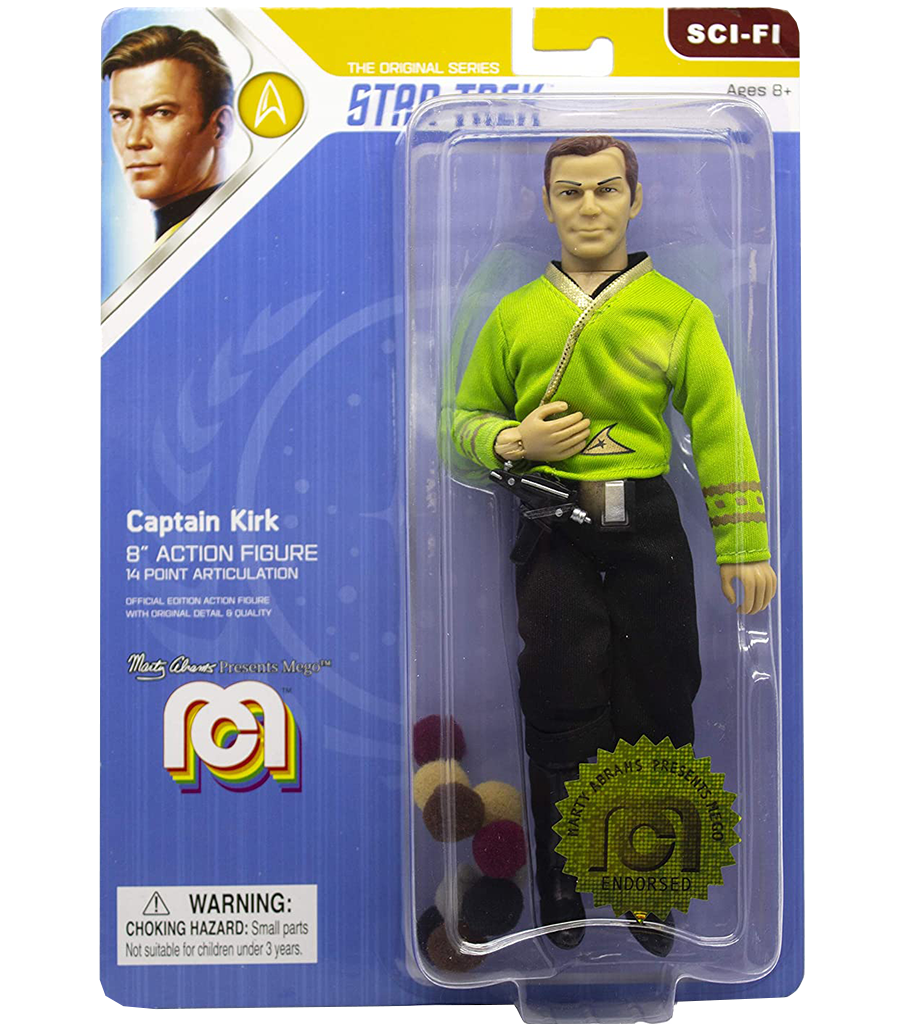 SCI-FI
THE ORIGINAL SERIES
STAR TREK™
Ages 8+
Captain Kirk
8" ACTION FIGURE
14 POINT ARTICULATION
OFFICIAL EDITION ACTION FIGURE
WITH ORIGINAL DETAIL & QUALITY
Marty Abrams Presents Mego™
TM
MARTY ABRAMS PRESENTS MEGO
ENDORSED
WARNING:
CHOKING HAZARD: Small parts
Not suitable for children under 3 years.